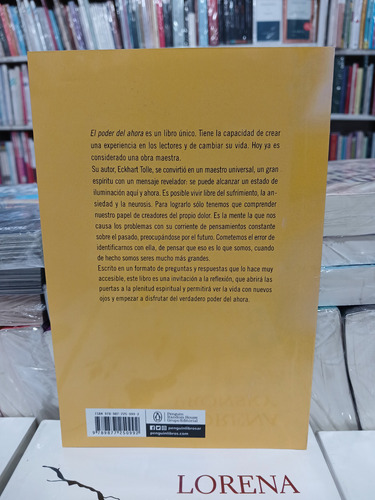 El poder del ahora es un libro único. Tiene la capacidad de crear
una experiencia en los lectores y de cambiar su vida. Hoy ya es
considerado una obra maestra.
Su autor, Eckhart Tolle, se convirtió en un maestro universal, un gran
espíritu con un mensaje revelador: se puede alcanzar un estado de
iluminación aquí y ahora. Es posible vivir libre del sufrimiento, la an-
siedad y la neurosis. Para lograrlo sólo tenemos que comprender
nuestro papel de creadores del propio dolor. Es la mente la que nos
causa los problemas con su corriente de pensamientos constante
sobre el pasado, preocupándose por el futuro. Cometemos el error de
identificarnos con ella, de pensar que eso es lo que somos, cuando
de hecho somos seres mucho más grandes.
Escrito en un formato de preguntas y respuestas que lo hace muy
accesible, este libro es una invitación a la reflexión, que abrirá las
puertas a la plenitud espiritual y permitirá ver la vida con nuevos
ojos y empezar a disfrutar del verdadero poder del ahora.
Penguin
Random House
Grupo Editorial
penguinlibrosar
penguinlibros.com
LORENA